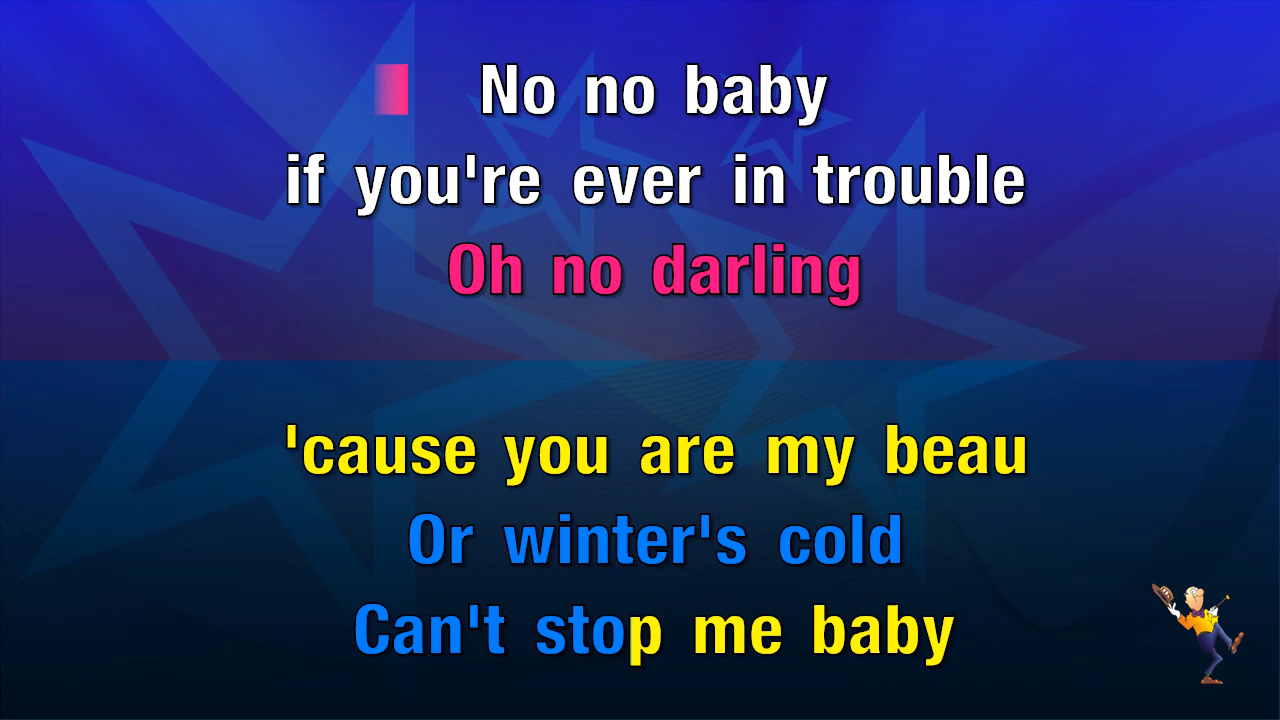 No no baby
if you're ever in trouble
Oh no darling
'cause you are my beau
Or winter's cold
Can't stop me baby